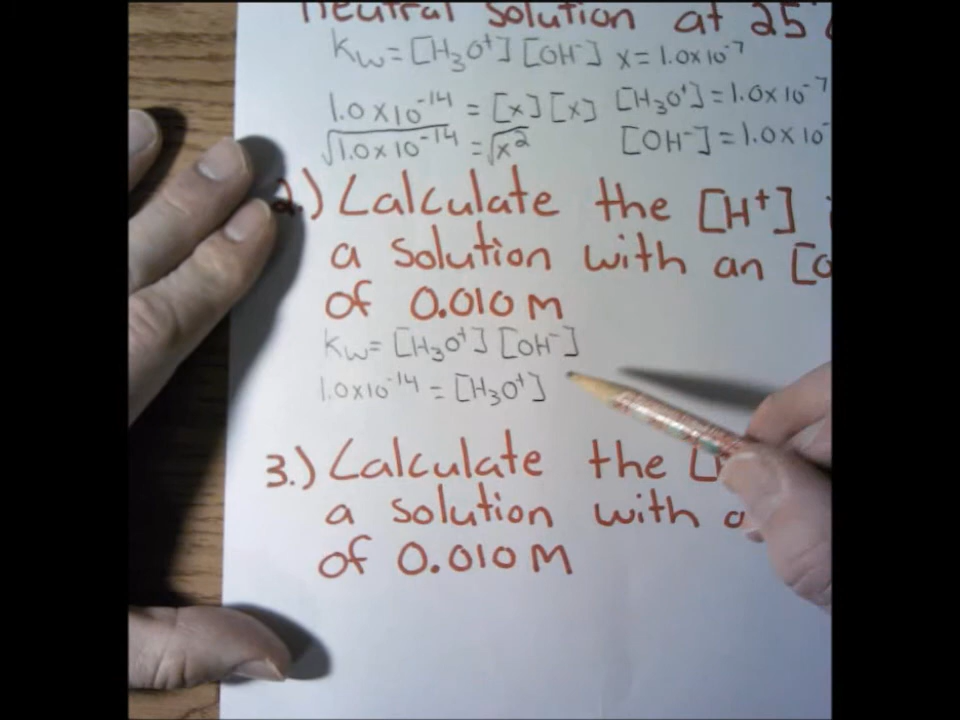 neutral solution at 25°
Kw = [H₃O⁺] [OH⁻] x = 1.0x10⁻⁷
1.0x10⁻¹⁴ = [x] [x] [H₃O⁺] = 1.0x10⁻⁷
√1.0x10⁻¹⁴ = √x² [OH⁻] = 1.0x10⁻
2.) Calculate the [H⁺]
a solution with an [O
of 0.010 M
Kw = [H₃O⁺] [OH⁻]
1.0x10⁻¹⁴ = [H₃O⁺]
3.) Calculate the [
a solution with a
of 0.010 M